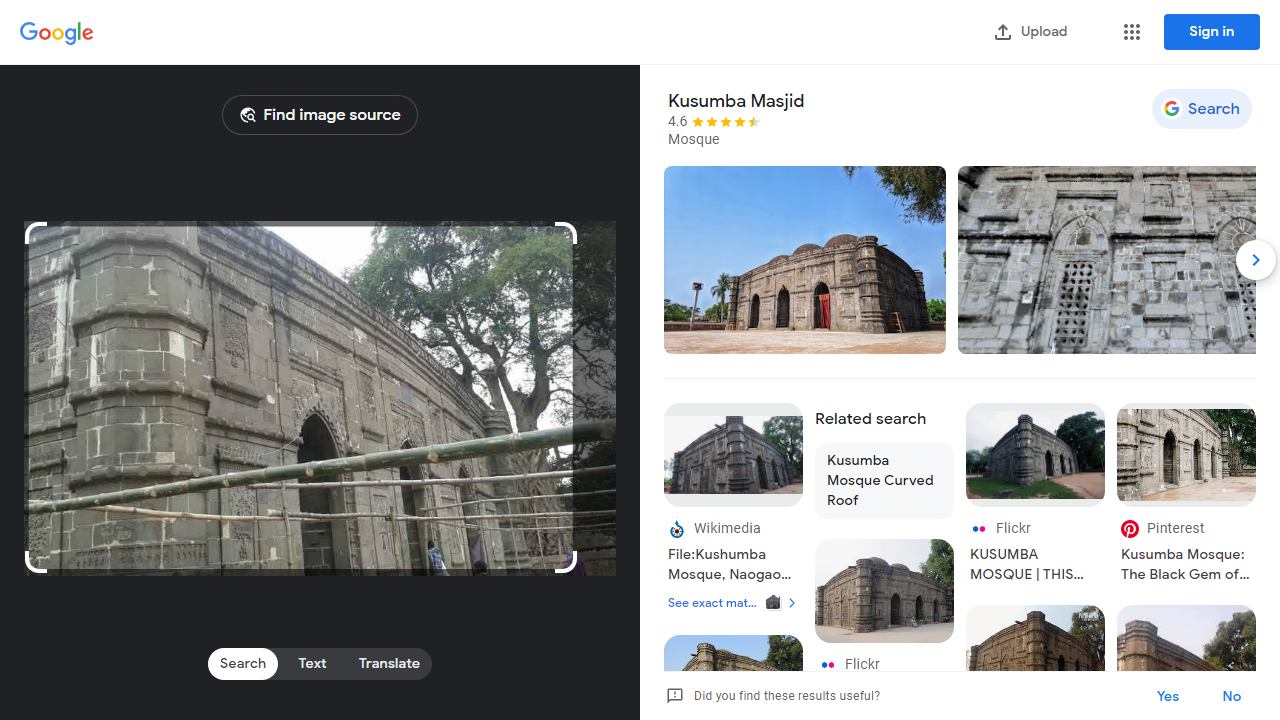 Google
Upload
Sign in
Find image source
Search
Text
Translate
Kusumba Masjid
4.6
Mosque
Search
Wikimedia
File:Kushumba
Mosque, Naogao...
See exact mat...
Related search
Kusumba
Mosque Curved
Roof
Flickr
Flickr
KUSUMBA
MOSQUE | THIS...
Pinterest
Kusumba Mosque:
The Black Gem of...
Did you find these results useful?
Yes
No